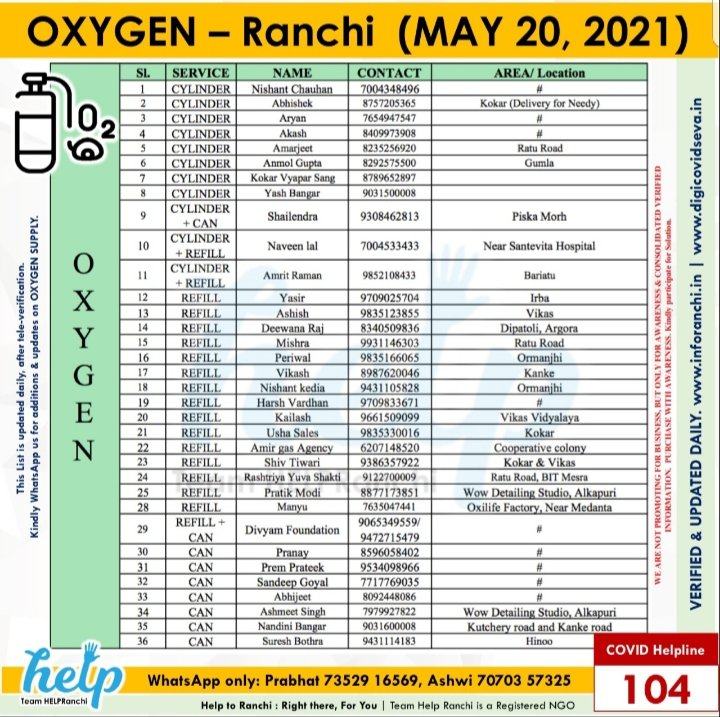 OXYGEN – Ranchi (MAY 20, 2021)
O2
OXYGEN
SI. SERVICE NAME CONTACT AREA/ Location
1 CYLINDER Nishant Chauhan 7004348496 #
2 CYLINDER Abhishek 8757205365 Kokar (Delivery for Needy)
3 CYLINDER Aryan 7654947547 #
4 CYLINDER Akash 8409973908 #
5 CYLINDER Amarjeet 8235256920 Ratu Road
6 CYLINDER Anmol Gupta 8292575500 Gumla
7 CYLINDER Kokar Vyapar Sang 8789652897
8 CYLINDER Yash Bangar 9031500008
9 CYLINDER + CAN Shailendra 9308462813 Piska Morh
10 CYLINDER + REFILL Naveen lal 7004533433 Near Santevita Hospital
11 CYLINDER + REFILL Amrit Raman 9852108433 Bariatu
12 REFILL Yasir 9709025704 Irba
13 REFILL Ashish 9835123855 Vikas
14 REFILL Deewana Raj 8340509836 Dipatoli, Argora
15 REFILL Mishra 9931146303 Ratu Road
16 REFILL Periwal 9835166065 Ormanjhi
17 REFILL Vikash 8987620046 Kanke
18 REFILL Nishant kedia 9431105828 Ormanjhi
19 REFILL Harsh Vardhan 9709833671 #
20 REFILL Kailash 9661509099 Vikas Vidyalaya
21 REFILL Usha Sales 9835330016 Kokar
22 REFILL Amir gas Agency 6207148520 Cooperative colony
23 REFILL Shiv Tiwari 9386357922 Kokar & Vikas
24 REFILL Rashtriya Yuva Shakti 9122700009 Ratu Road, BIT Mesra
25 REFILL Pratik Modi 8877173851 Wow Detailing Studio, Alkapuri
28 REFILL Manyu 7635047441 Oxilife Factory, Near Medanta
29 REFILL + CAN Divyam Foundation 9065349559/ 9472715479 #
30 CAN Pranay 8596058402 #
31 CAN Prem Prateek 9534098966 #
32 CAN Sandeep Goyal 7717769035 #
33 CAN Abhijeet 8092448086 #
34 CAN Ashmeet Singh 7979927822 Wow Detailing Studio, Alkapuri
35 CAN Nandini Bangar 9031600008 Kutchery road and Kanke road
36 CAN Suresh Bothra 9431114183 Hinoo
This List is updated daily, after tele-verification.
Kindly WhatsApp us for additions & updates on OXYGEN SUPPLY.
WE ARE NOT PROMOTING FOR BUSINESS, BUT ONLY FOR AWARENESS & CONSOLIDATED VERIFIED
INFORMATION. PURCHASE WITH AWARENESS. Kindly participate for Solution.
VERIFIED & UPDATED DAILY. www.inforanchi.in | www.digicovidseva.in
help
Team HELPRanchi
COVID Helpline
104
help
Team HELPRanchi
WhatsApp only: Prabhat 73529 16569, Ashwi 70703 57325
Help to Ranchi : Right there, For You | Team Help Ranchi is a Registered NGO